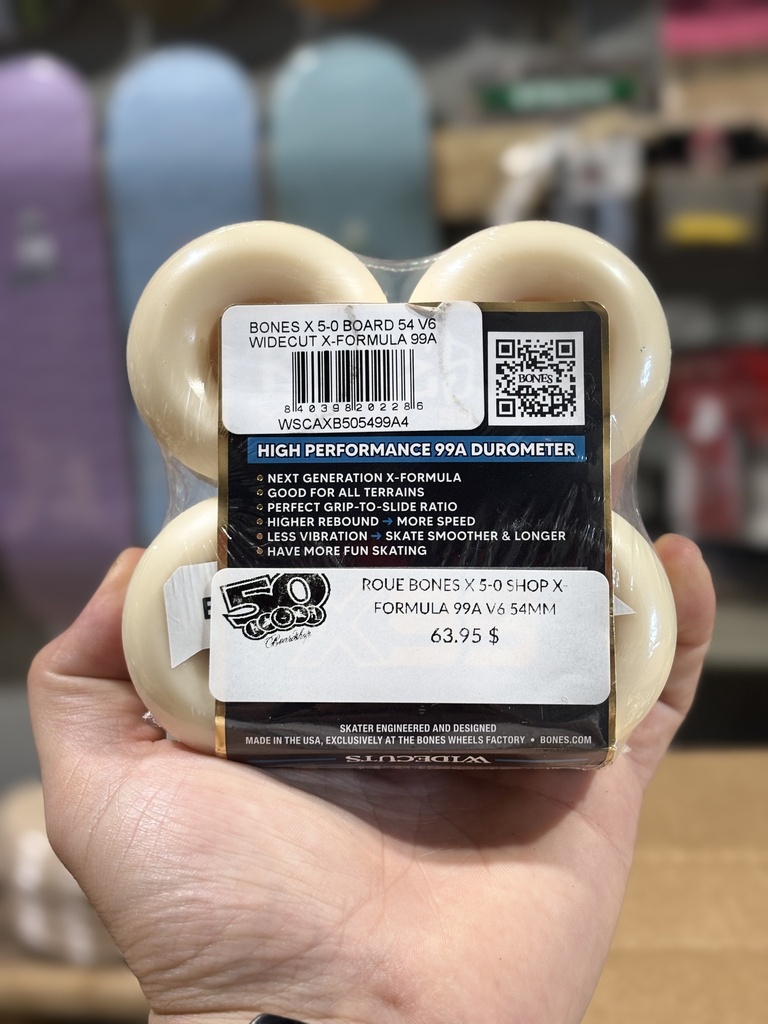 BONES X 5-0 BOARD 54 V6
WIDECUT X-FORMULA 99A
8 40398 20228 6
WSCAXB505499A4
BONES
HIGH PERFORMANCE 99A DUROMETER
NEXT GENERATION X-FORMULA
GOOD FOR ALL TERRAINS
PERFECT GRIP-TO-SLIDE RATIO
HIGHER REBOUND → MORE SPEED
LESS VIBRATION → SKATE SMOOTHER & LONGER
HAVE MORE FUN SKATING
50
ROUE BONES X 5-0 SHOP X-
FORMULA 99A V6 54MM
63.95 $
SKATER ENGINEERED AND DESIGNED
MADE IN THE USA, EXCLUSIVELY AT THE BONES WHEELS FACTORY • BONES.COM
WIDECUTS